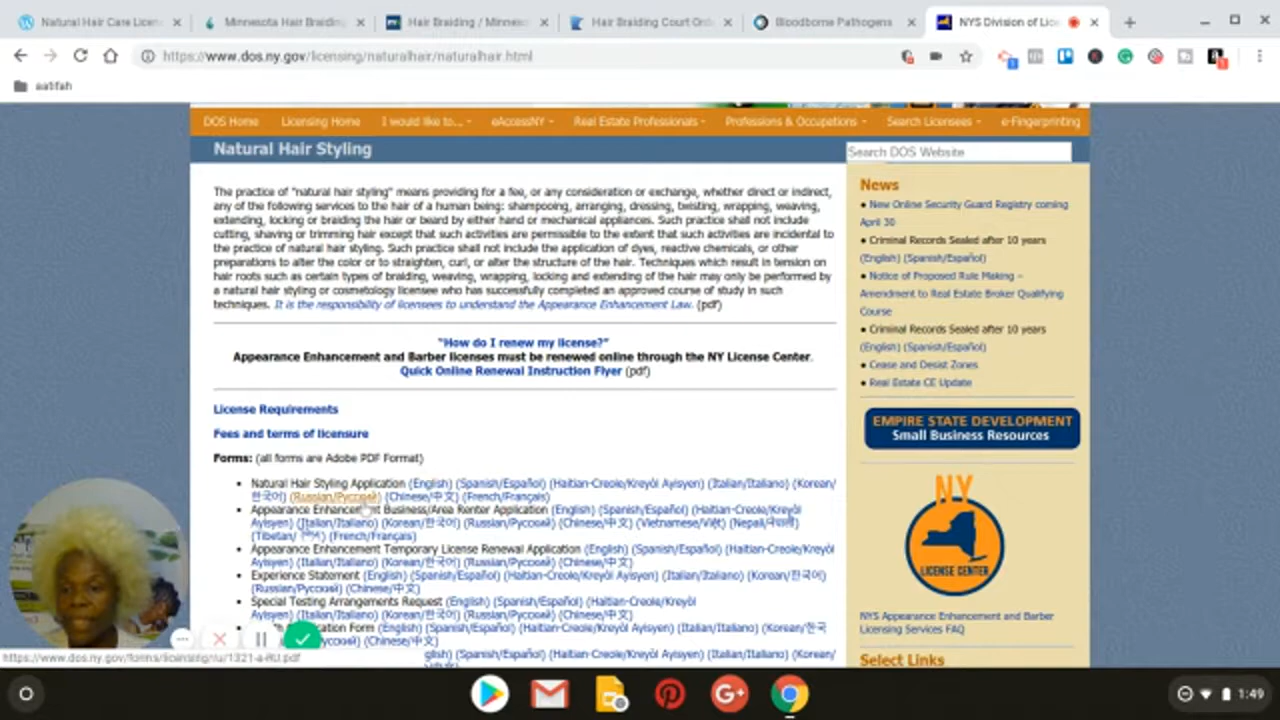 Natural Hair Care Licen
Minnesota Hair Braiding
Hair Braiding / Minnes
Hair Braiding Court Ord
Bloodborne Pathogens
NYS Division of Lice
https://www.dos.ny.gov/licensing/naturalhair/naturalhair.html
aatifah
DOS Home Licensing Home I would like to... eAccessNY Real Estate Professionals Professions & Occupations Search Licensees e-Fingerprinting
Natural Hair Styling
Search DOS Website
The practice of "natural hair styling" means providing for a fee, or any consideration or exchange, whether direct or indirect,
any of the following services to the hair of a human being: shampooing, arranging, dressing, twisting, wrapping, weaving,
extending, locking or braiding the hair or beard by either hand or mechanical appliances. Such practice shall not include
cutting, shaving or trimming hair except that such activities are permissible to the extent that such activities are incidental to
the practice of natural hair styling. Such practice shall not include the application of dyes, reactive chemicals, or other
preparations to alter the color or to straighten, curl, or alter the structure of the hair. Techniques which result in tension on
hair roots such as certain types of braiding, weaving, wrapping, locking and extending of the hair may only be performed by
a natural hair styling or cosmetology licensee who has successfully completed an approved course of study in such
techniques. It is the responsibility of licensees to understand the Appearance Enhancement Law. (pdf)
"How do I renew my license?"
Appearance Enhancement and Barber licenses must be renewed online through the NY License Center.
Quick Online Renewal Instruction Flyer (pdf)
License Requirements
Fees and terms of licensure
Forms: (all forms are Adobe PDF Format)
• Natural Hair Styling Application (English) (Spanish/Español) (Haitian-Creole/Kreyòl Ayisyen) (Italian/Italiano) (Korean/
한국어) (Russian/Русский) (Chinese/中文) (French/Français)
• Appearance Enhancement Business/Area Renter Application (English) (Spanish/Español) (Haitian-Creole/Kreyòl
Ayisyen) (Italian/Italiano) (Korean/한국어) (Russian/Русский) (Chinese/中文) (Vietnamese/Việt) (Nepali/नेपाली)
(Tibetan/ (French/Français)
• Appearance Enhancement Temporary License Renewal Application (English) (Spanish/Español) (Haitian-Creole/Kreyòl
Ayisyen) (Italian/Italiano) (Korean/한국어) (Russian/Русский) (Chinese/中文)
• Experience Statement (English) (Spanish/Español) (Haitian-Creole/Kreyòl Ayisyen) (Italian/Italiano) (Korean/한국어)
(Russian/Русский) (Chinese/中文)
• Special Testing Arrangements Request (English) (Spanish/Español) (Haitian-Creole/Kreyòl
Ayisyen) (Italian/Italiano) (Korean/한국어) (Russian/Русский) (Chinese/中文)
Form (English) (Spanish/Español) (Haitian-Creole/Kreyòl Ayisyen) (Italian/Italiano) (Korean/한국
(Chinese/中文)
glish) (Spanish/Español) (Haitian-Creole/Kreyòl Ayisyen) (Italian/Italiano) (Korean/
News
• New Online Security Guard Registry coming
April 30
• Criminal Records Sealed after 10 years
(English) (Spanish/Español)
• Notice of Proposed Rule Making –
Amendment to Real Estate Broker Qualifying
Course
• Criminal Records Sealed after 10 years
(English) (Spanish/Español)
• Cease and Desist Zones
• Real Estate CE Update
EMPIRE STATE DEVELOPMENT
Small Business Resources
NY
LICENSE CENTER
NYS Appearance Enhancement and Barber
Licensing Services FAQ
Select Links
https://www.dos.ny.gov/forms/licensing/ru/1321-a-RU.pdf
1:49